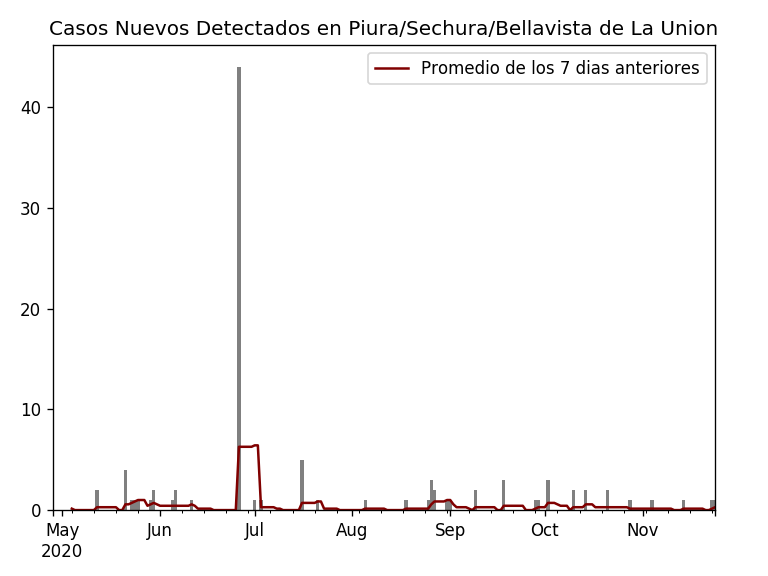 Casos Nuevos Detectados en Piura/Sechura/Bellavista de La Union
Promedio de los 7 dias anteriores
40
30
20
10
0
May Jun Jul Aug Sep Oct Nov
2020